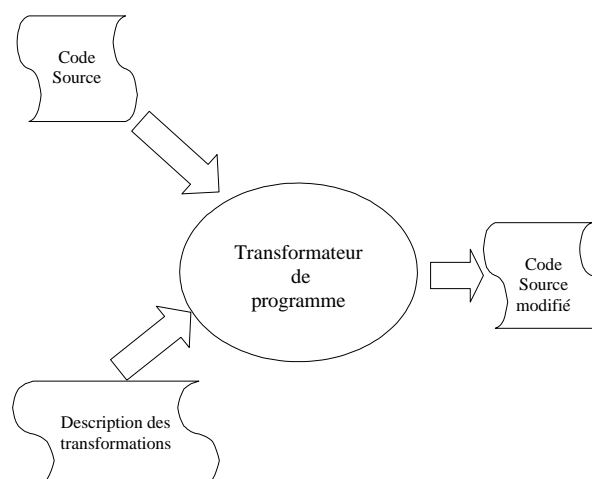 Code
Source
Transformateur
de
programme
Code
Source
modifié
Description des
transformations